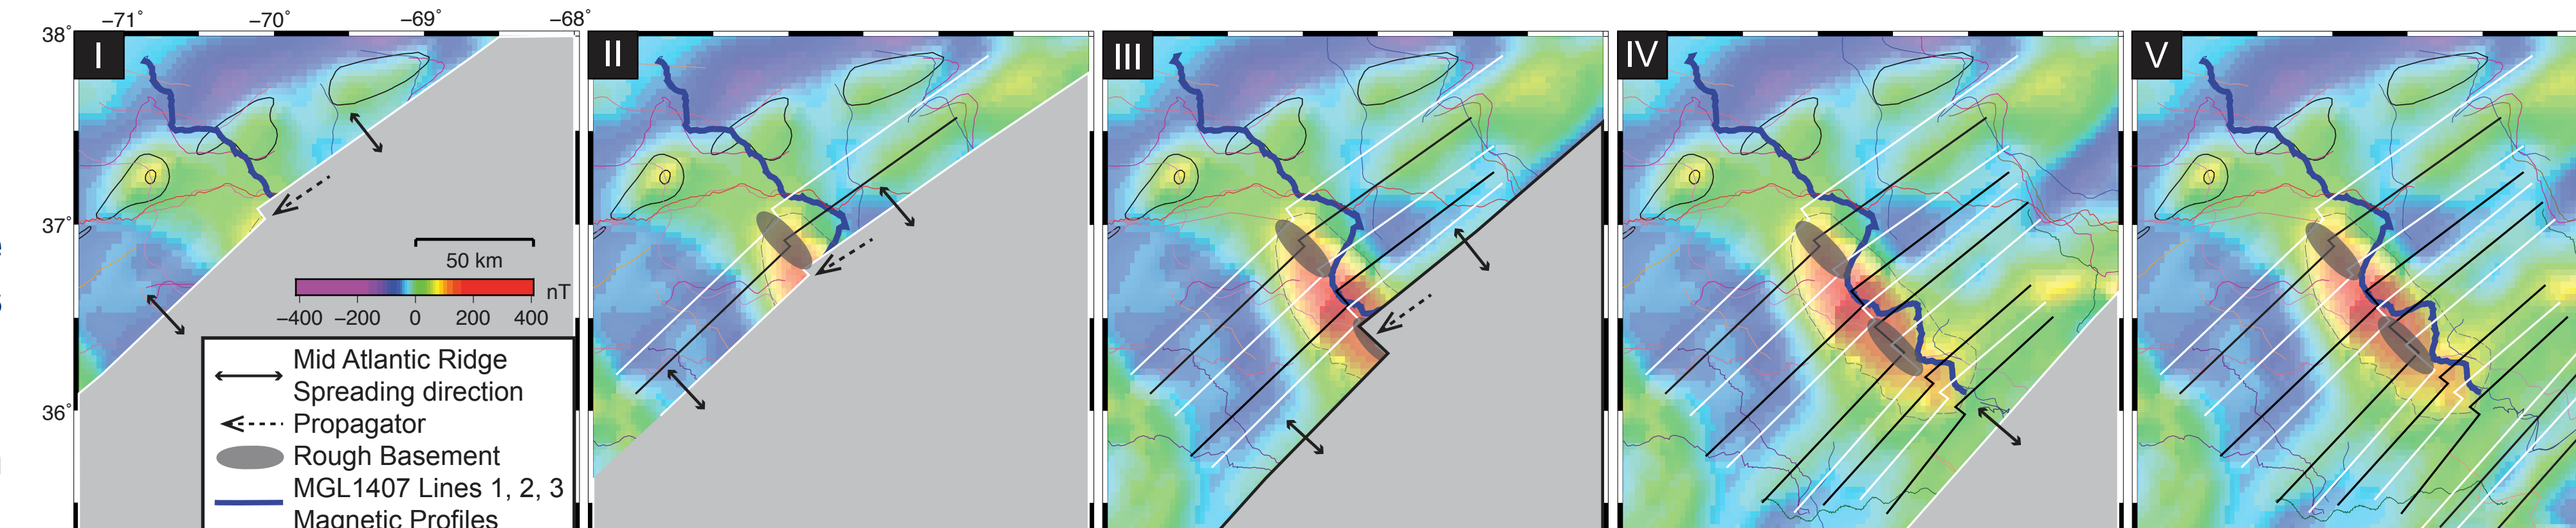 −71° −70° −69° −68°
38°
37°
36°
I
II
III
IV
V
50 km
nT
−400 −200 0 200 400
Mid Atlantic Ridge
Spreading direction
Propagator
Rough Basement
MGL1407 Lines 1, 2, 3
Magnetic Profiles